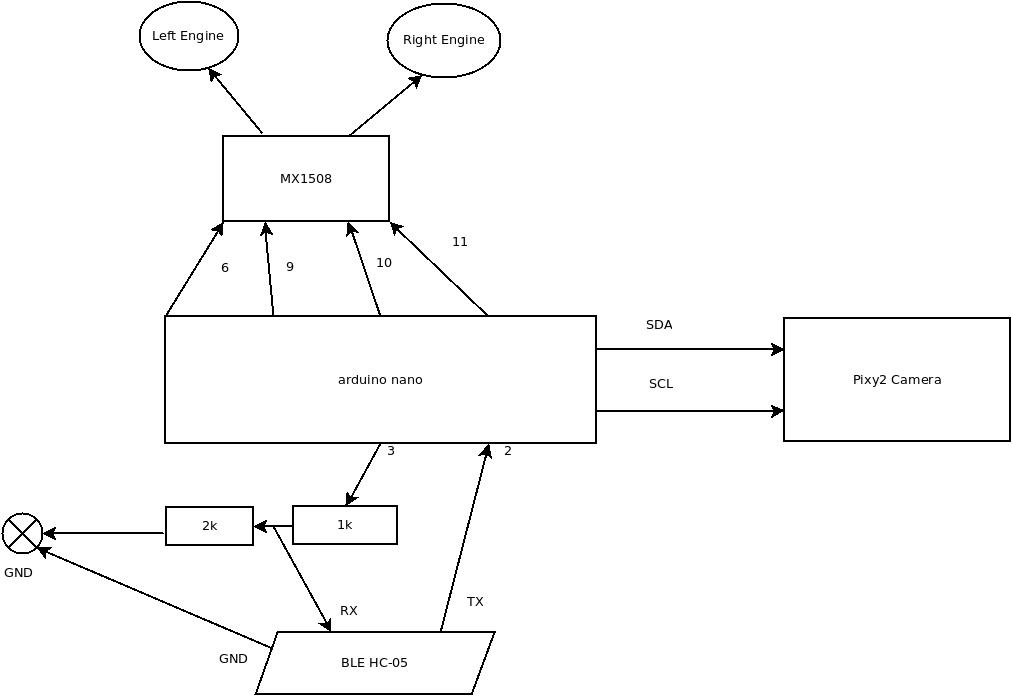 Left Engine
Right Engine
MX1508
6
9
10
11
SDA
arduino nano
SCL
Pixy2 Camera
3
2
2k
1k
GND
RX
TX
GND
BLE HC-05